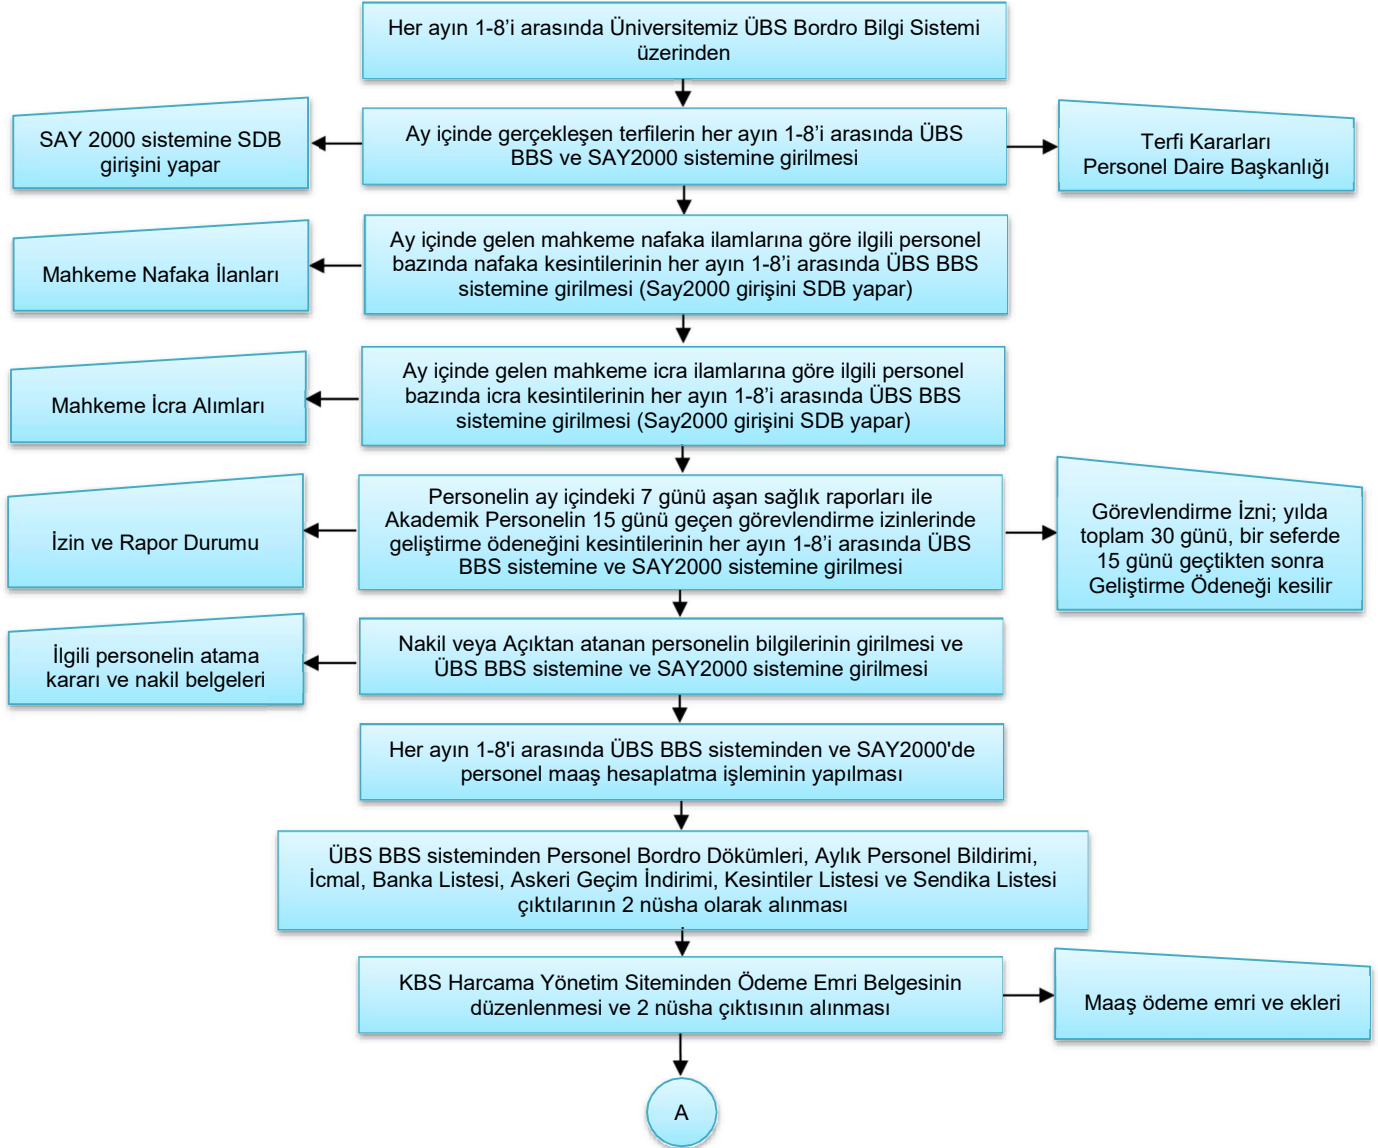 Her ayın 1-8’i arasında Üniversitemiz ÜBS Bordro Bilgi Sistemi
üzerinden
SAY 2000 sistemine SDB
girişini yapar
Ay içinde gerçekleşen terfilerin her ayın 1-8’i arasında ÜBS
BBS ve SAY2000 sistemine girilmesi
Terfi Kararları
Personel Daire Başkanlığı
Mahkeme Nafaka İlanları
Ay içinde gelen mahkeme nafaka ilamlarına göre ilgili personel
bazında nafaka kesintilerinin her ayın 1-8’i arasında ÜBS BBS
sistemine girilmesi (Say2000 girişini SDB yapar)
Mahkeme İcra Alımları
Ay içinde gelen mahkeme icra ilamlarına göre ilgili personel
bazında icra kesintilerinin her ayın 1-8’i arasında ÜBS BBS
sistemine girilmesi (Say2000 girişini SDB yapar)
İzin ve Rapor Durumu
Personelin ay içindeki 7 günü aşan sağlık raporları ile
Akademik Personelin 15 günü geçen görevlendirme izinlerinde
geliştirme ödeneğini kesintilerinin her ayın 1-8’i arasında ÜBS
BBS sistemine ve SAY2000 sistemine girilmesi
Görevlendirme İzni; yılda
toplam 30 günü, bir seferde
15 günü geçtikten sonra
Geliştirme Ödeneği kesilir
İlgili personelin atama
kararı ve nakil belgeleri
Nakil veya Açıktan atanan personelin bilgilerinin girilmesi ve
ÜBS BBS sistemine ve SAY2000 sistemine girilmesi
Her ayın 1-8'i arasında ÜBS BBS sisteminden ve SAY2000'de
personel maaş hesaplatma işleminin yapılması
ÜBS BBS sisteminden Personel Bordro Dökümleri, Aylık Personel Bildirimi,
İcmal, Banka Listesi, Askeri Geçim İndirimi, Kesintiler Listesi ve Sendika Listesi
çıktılarının 2 nüsha olarak alınması
KBS Harcama Yönetim Siteminden Ödeme Emri Belgesinin
düzenlenmesi ve 2 nüsha çıktısının alınması
Maaş ödeme emri ve ekleri
A